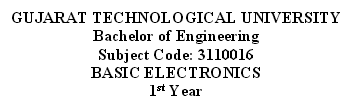 GUJARAT TECHNOLOGICAL UNIVERSITY
Bachelor of Engineering
Subject Code: 3110016
BASIC ELECTRONICS
1st Year